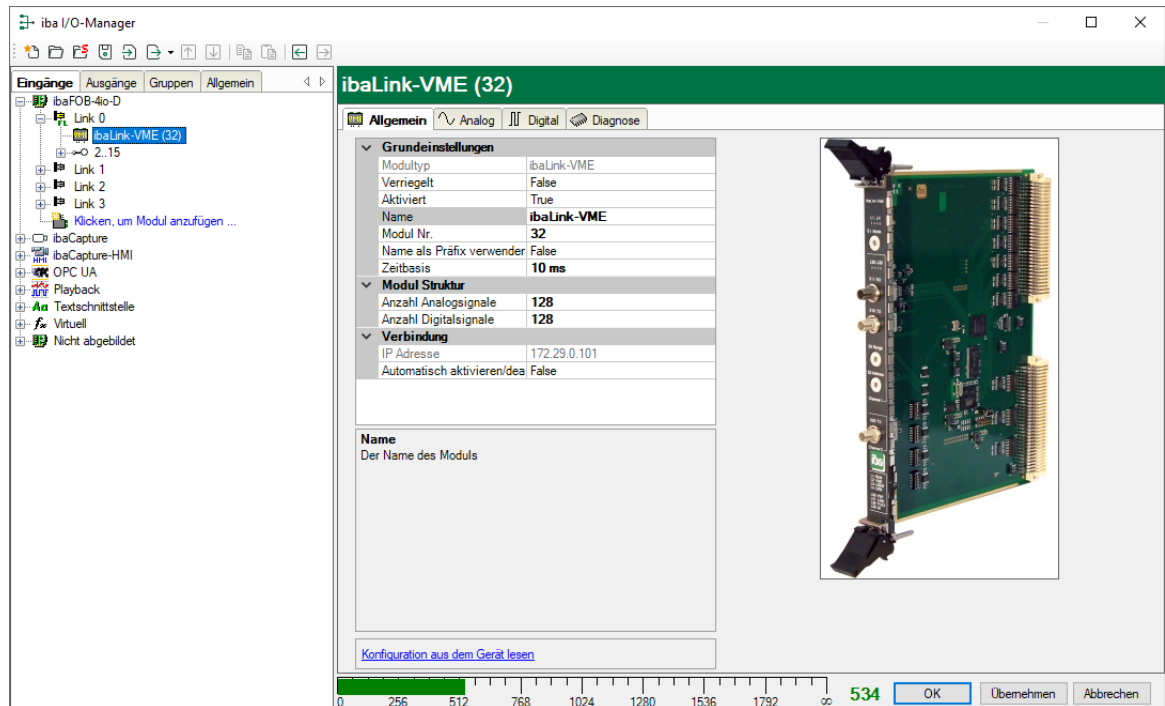 iba I/O-Manager
Eingänge Ausgänge Gruppen Allgemein
ibaLink-VME (32)
ibaFOB-4io-D
Link 0
ibaLink-VME (32)
2..15
Link 1
Link 2
Link 3
Klicken, um Modul anzufügen ...
ibaCapture
ibaCapture-HMI
OPC UA
Playback
Textschnittstelle
Virtuell
Nicht abgebildet
Allgemein Analog Digital Diagnose
Grundeinstellungen
Modultyp ibaLink-VME
Verriegelt False
Aktiviert True
Name ibaLink-VME
Modul Nr. 32
Name als Präfix verwender False
Zeitbasis 10 ms
Modul Struktur
Anzahl Analogsignale 128
Anzahl Digitalsignale 128
Verbindung
IP Adresse 172.29.0.101
Automatisch aktivieren/dea False
Name
Der Name des Moduls
Konfiguration aus dem Gerät lesen
0 256 512 768 1024 1280 1536 1792 ∞
534
OK Übernehmen Abbrechen